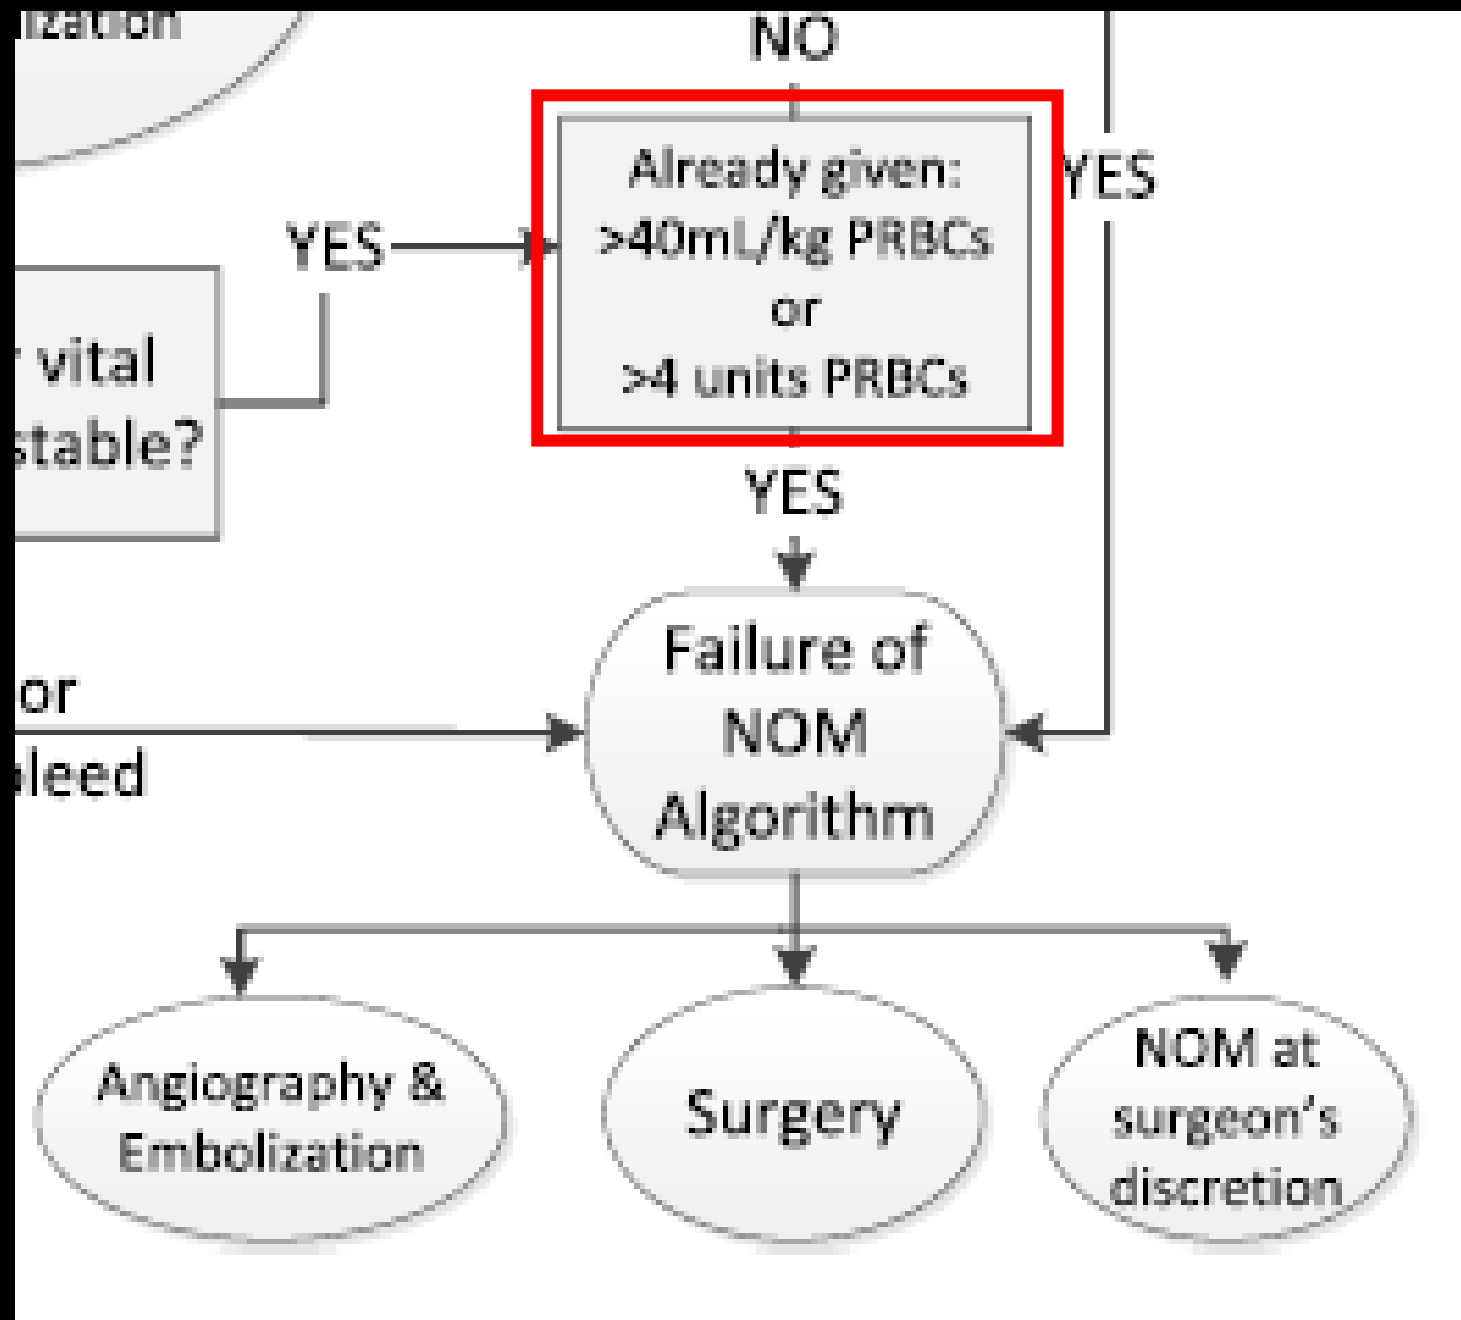 NO
Already given:
>40mL/kg PRBCs
or
>4 units PRBCs
YES
YES
vital
stable?
YES
Failure of
NOM
Algorithm
or
Angiography &
Embolization
Surgery
NOM at
surgeon's
discretion